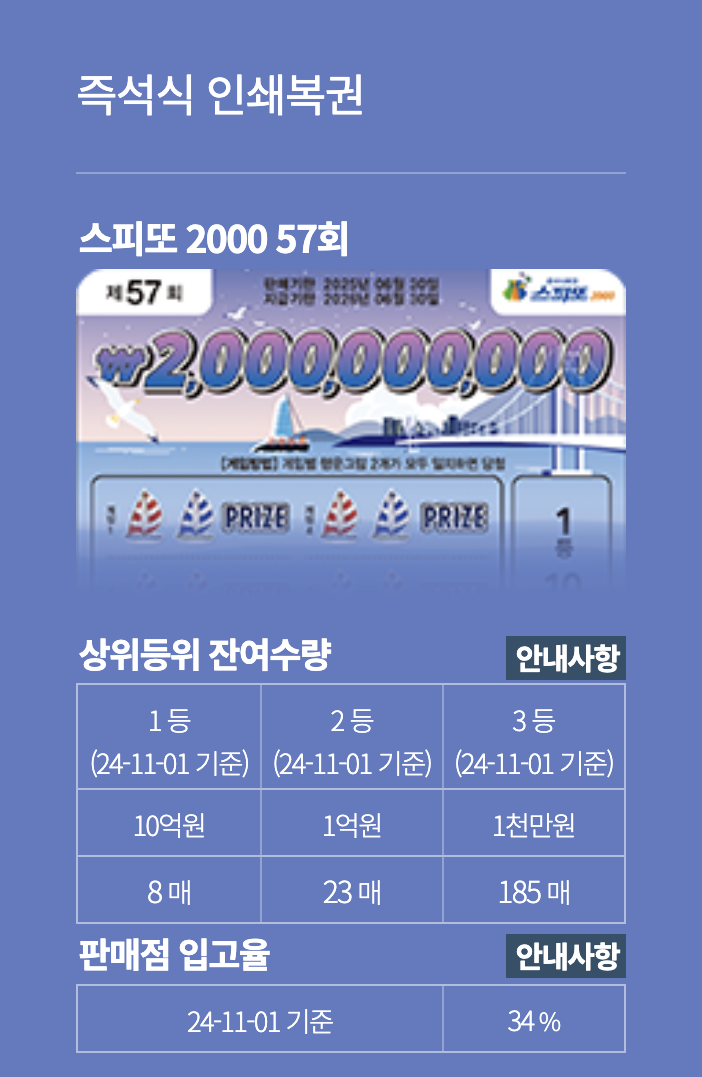 즉석식 인쇄복권
스피또 2000 57회
제57회
판매기한 2025년 06월 30일
지급기한 2026년 06월 30일
스피또 2000
₩2,000,000,000
[게임방법] 게임별 행운그림 2개가 모두 일치하면 당첨
PRIZE PRIZE
1
등
10
상위등위 잔여수량 안내사항
1 등 2 등 3 등
(24-11-01 기준) (24-11-01 기준) (24-11-01 기준)
10억원 1억원 1천만원
8 매 23 매 185 매
판매점 입고율 안내사항
24-11-01 기준 34 %